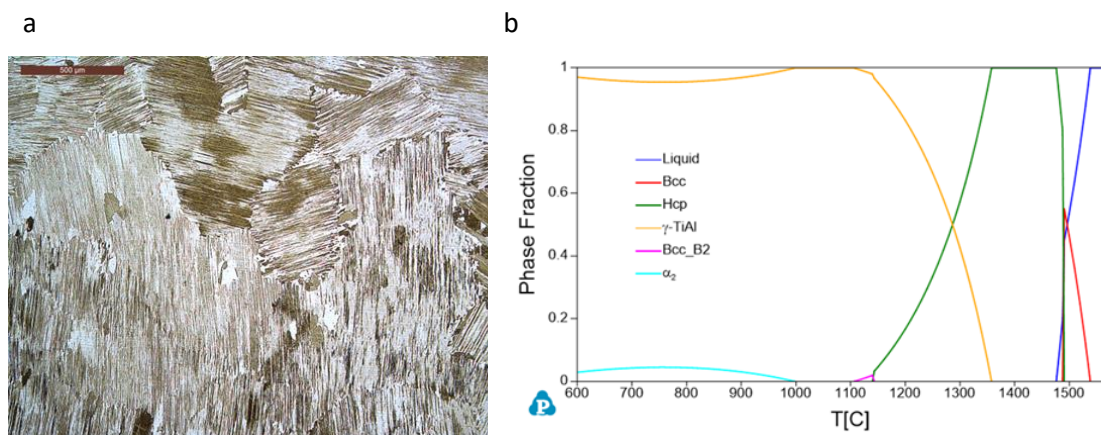 a
b
500 µm
1
0.8
0.6
0.4
0.2
0
Phase Fraction
Liquid
Bcc
Hcp
γ-TiAl
Bcc_B2
α₂
600 700 800 900 1000 1100 1200 1300 1400 1500
T[C]
P